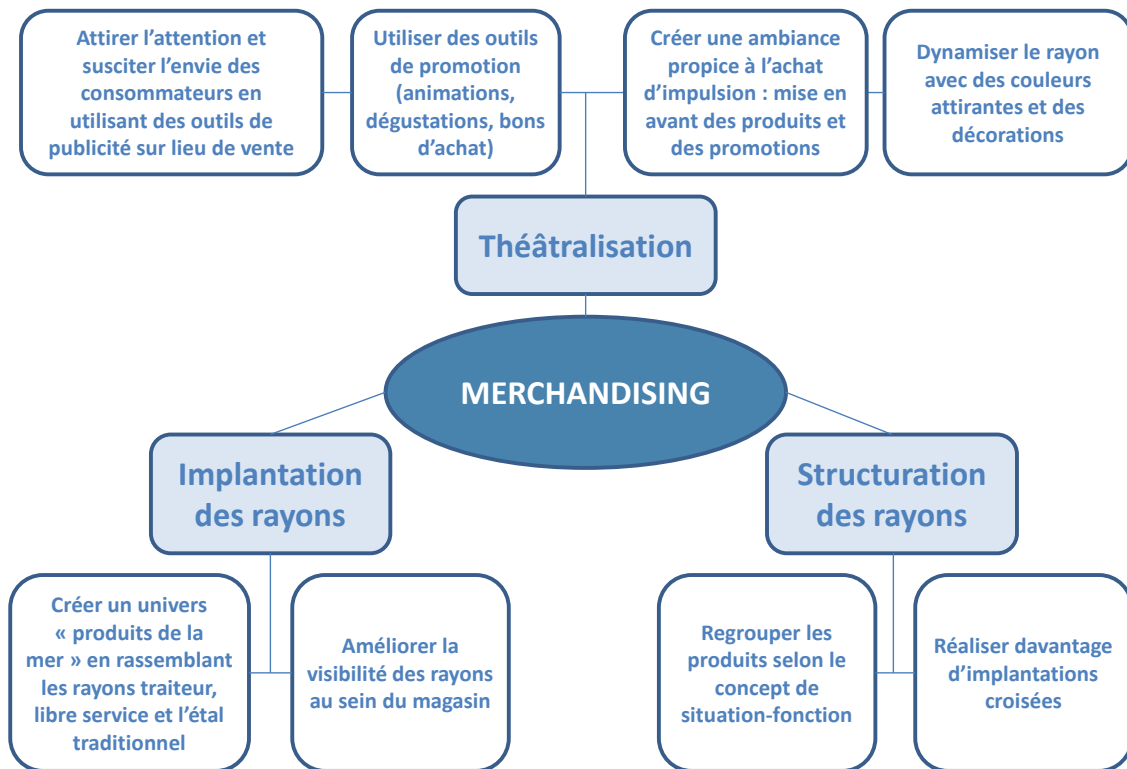 Attirer l’attention et
susciter l’envie des
consommateurs en
utilisant des outils de
publicité sur lieu de vente
Utiliser des outils
de promotion
(animations,
dégustations, bons
d’achat)
Créer une ambiance
propice à l’achat
d’impulsion : mise en
avant des produits et
des promotions
Dynamiser le rayon
avec des couleurs
attirantes et des
décorations
Théâtralisation
MERCHANDISING
Implantation
des rayons
Structuration
des rayons
Créer un univers
« produits de la
mer » en rassemblant
les rayons traiteur,
libre service et l’étal
traditionnel
Améliorer la
visibilité des rayons
au sein du magasin
Regrouper les
produits selon le
concept de
situation-fonction
Réaliser davantage
d’implantations
croisées